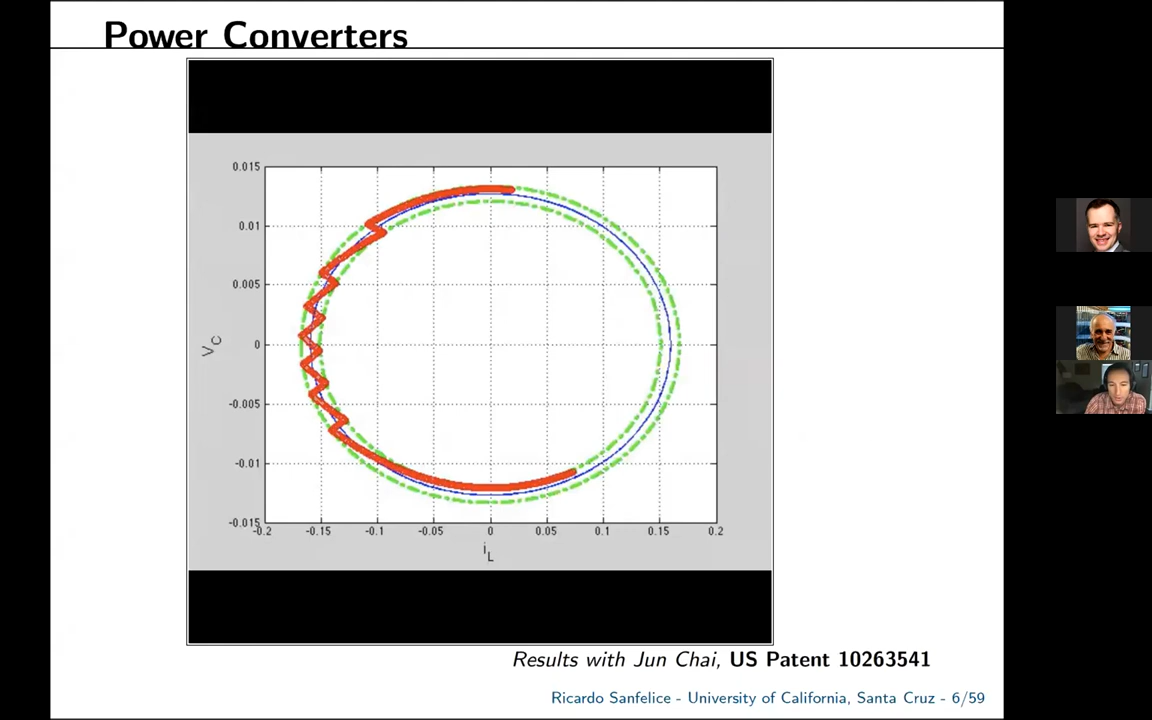 Power Converters
0.015
0.01
0.005
0
-0.005
-0.01
-0.015
V_C
-0.2 -0.15 -0.1 -0.05 0 0.05 0.1 0.15 0.2
i_L
Results with Jun Chai, US Patent 10263541
Ricardo Sanfelice - University of California, Santa Cruz - 6/59